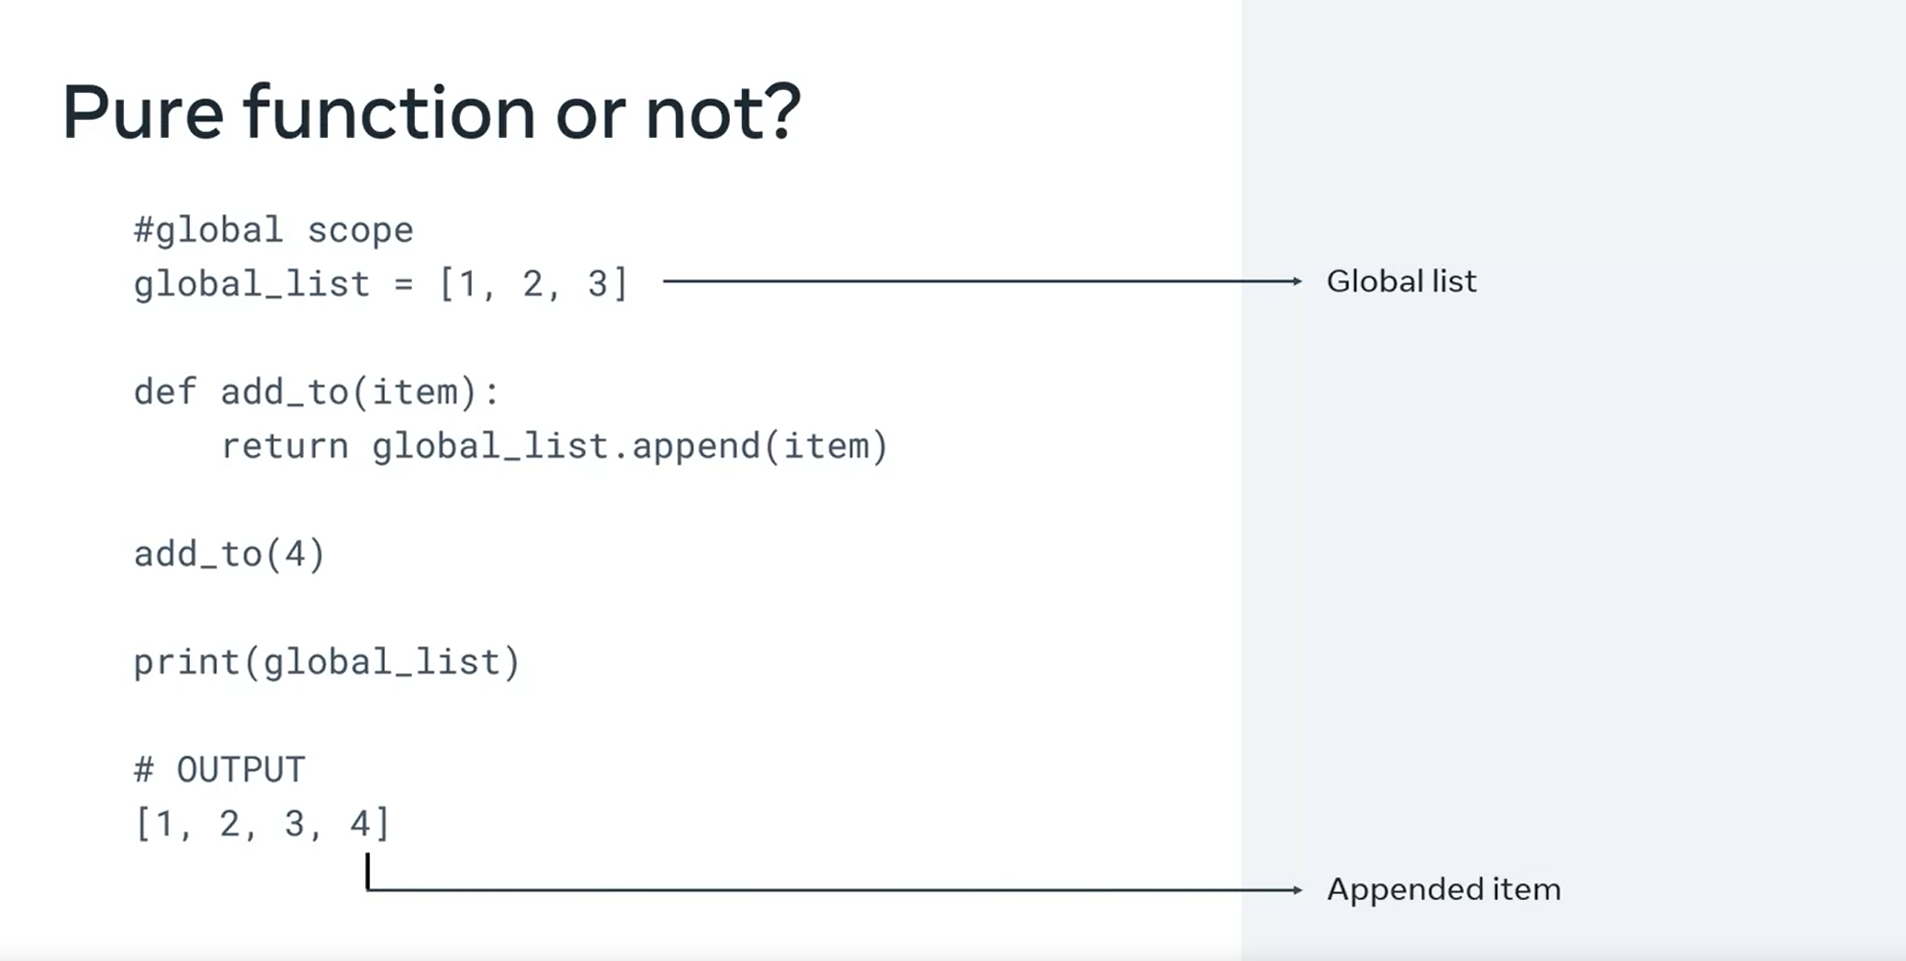 Pure function or not?
#global scope
global_list = [1, 2, 3]
Global list
def add_to(item):
    return global_list.append(item)
add_to(4)
print(global_list)
# OUTPUT
[1, 2, 3, 4]
Appended item